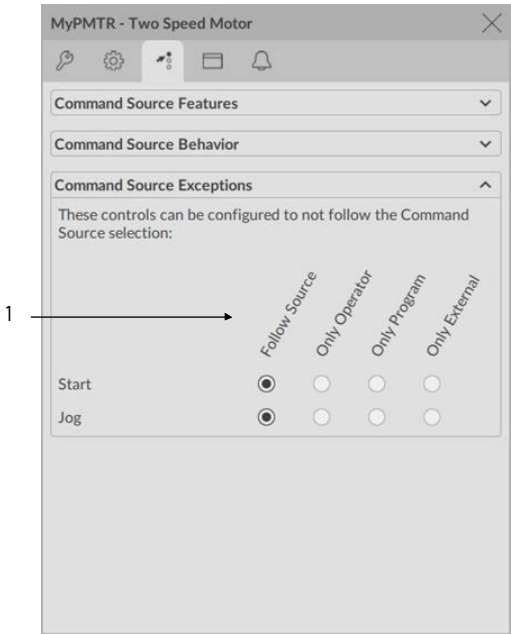 MyPMTR - Two Speed Motor
Command Source Features
Command Source Behavior
Command Source Exceptions
These controls can be configured to not follow the Command
Source selection:
1
Follow Source
Only Operator
Only Program
Only External
Start
Jog